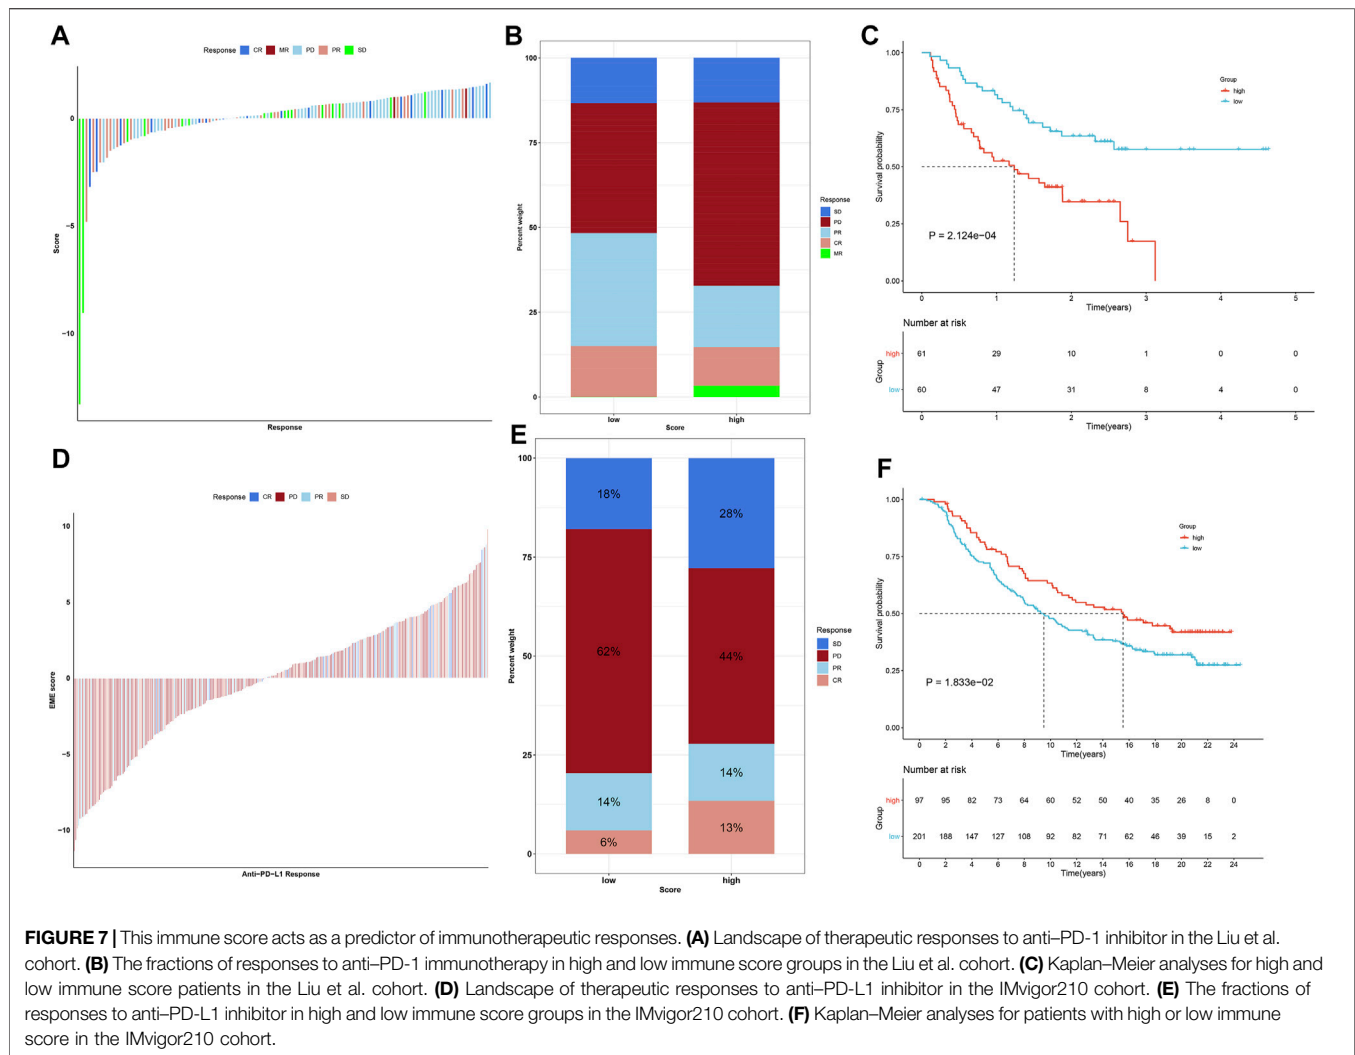 A
Response CR MR PD PR SD
0
−5
−10
Score
Response
B
100
75
50
25
0
Percent weight
low high
Score
Response
SD
PD
PR
CR
MR
C
1.00
0.75
0.50
0.25
0.00
Survival probability
Group
high
low
P = 2.124e−04
0 1 2 3 4 5
Time(years)
Number at risk
Group
high 61 29 10 1 0 0
low 60 47 31 8 4 0
0 1 2 3 4 5
Time(years)
D
Response CR PD PR SD
10
5
0
−5
−10
EME score
Anti−PD−L1 Response
E
100
75
50
25
0
Percent weight
18% 28%
62% 44%
14% 14%
6% 13%
low high
Score
Response
SD
PD
PR
CR
F
1.00
0.75
0.50
0.25
0.00
Survival probability
Group
high
low
P = 1.833e−02
0 2 4 6 8 10 12 14 16 18 20 22 24
Time(years)
Number at risk
Group
high 97 95 82 73 64 60 52 50 40 35 26 8 0
low 201 188 147 127 108 92 82 71 62 46 39 15 2
0 2 4 6 8 10 12 14 16 18 20 22 24
Time(years)
FIGURE 7 | This immune score acts as a predictor of immunotherapeutic responses. (A) Landscape of therapeutic responses to anti–PD-1 inhibitor in the Liu et al.
cohort. (B) The fractions of responses to anti–PD-1 immunotherapy in high and low immune score groups in the Liu et al. cohort. (C) Kaplan–Meier analyses for high and
low immune score patients in the Liu et al. cohort. (D) Landscape of therapeutic responses to anti–PD-L1 inhibitor in the IMvigor210 cohort. (E) The fractions of
responses to anti–PD-L1 inhibitor in high and low immune score groups in the IMvigor210 cohort. (F) Kaplan–Meier analyses for patients with high or low immune
score in the IMvigor210 cohort.